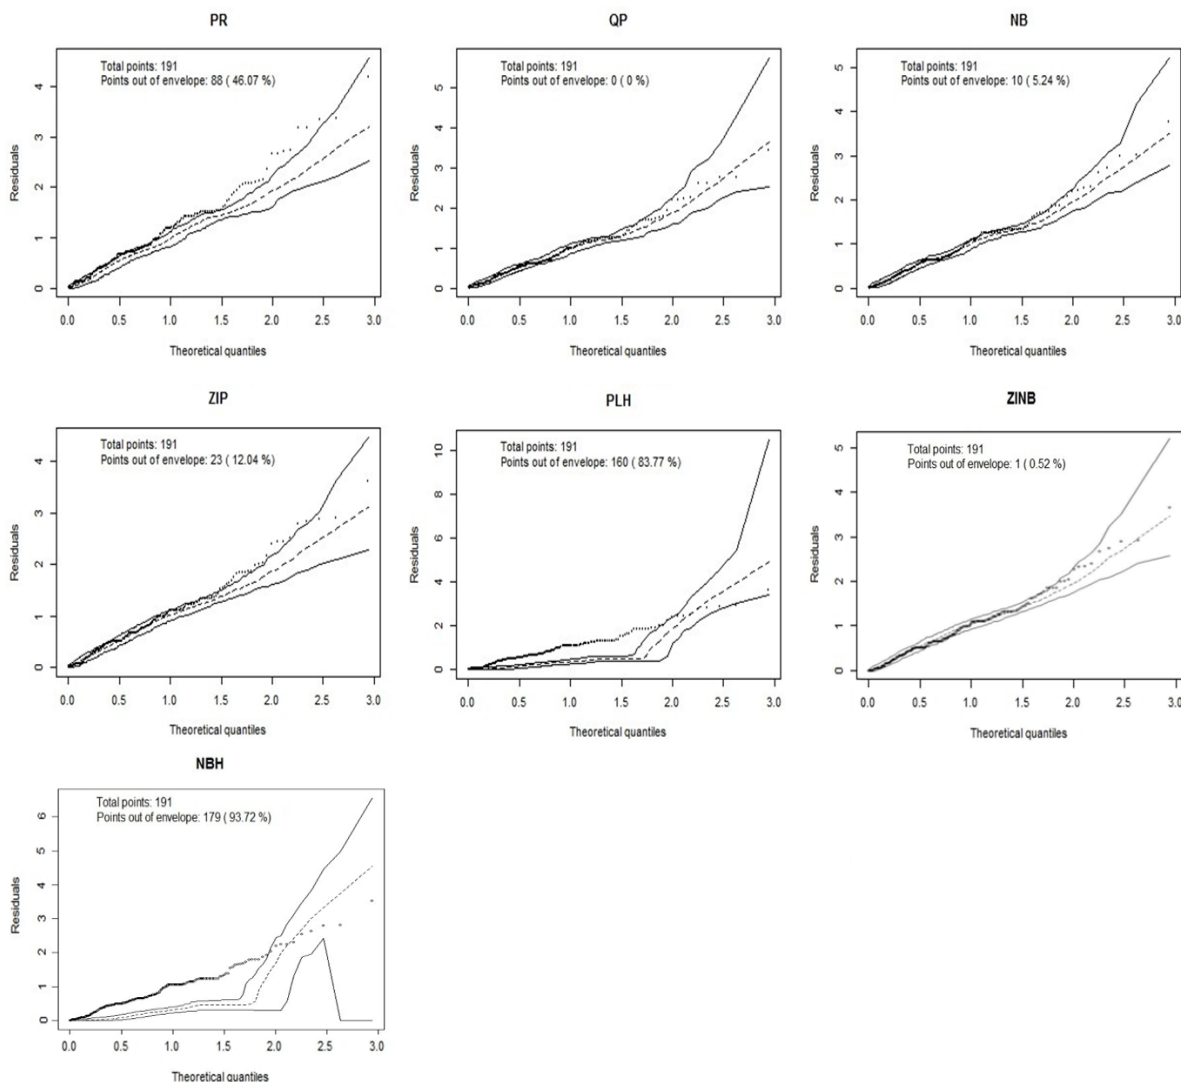 PR
Total points: 191
Points out of envelope: 88 ( 46.07 %)
Residuals
0 1 2 3 4
0.0 0.5 1.0 1.5 2.0 2.5 3.0
Theoretical quantiles
QP
Total points: 191
Points out of envelope: 0 ( 0 %)
Residuals
0 1 2 3 4 5
0.0 0.5 1.0 1.5 2.0 2.5 3.0
Theoretical quantiles
NB
Total points: 191
Points out of envelope: 10 ( 5.24 %)
Residuals
0 1 2 3 4 5
0.0 0.5 1.0 1.5 2.0 2.5 3.0
Theoretical quantiles
ZIP
Total points: 191
Points out of envelope: 23 ( 12.04 %)
Residuals
0 1 2 3 4
0.0 0.5 1.0 1.5 2.0 2.5 3.0
Theoretical quantiles
PLH
Total points: 191
Points out of envelope: 160 ( 83.77 %)
Residuals
0 2 4 6 8 10
0.0 0.5 1.0 1.5 2.0 2.5 3.0
Theoretical quantiles
ZINB
Total points: 191
Points out of envelope: 1 ( 0.52 %)
Residuals
0 1 2 3 4 5
0.0 0.5 1.0 1.5 2.0 2.5 3.0
Theoretical quantiles
NBH
Total points: 191
Points out of envelope: 179 ( 93.72 %)
Residuals
0 1 2 3 4 5 6
0.0 0.5 1.0 1.5 2.0 2.5 3.0
Theoretical quantiles